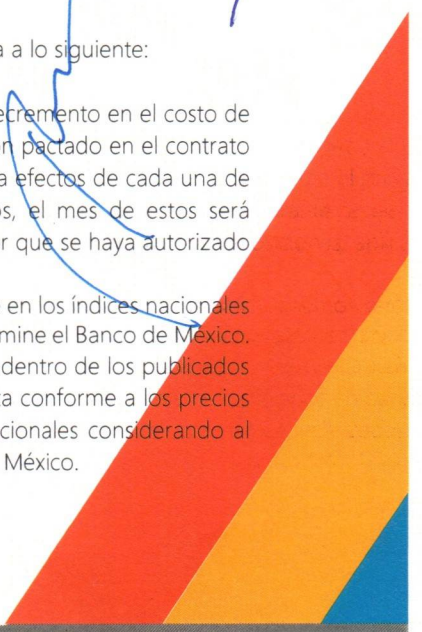 a a lo siguiente:
ecremento en el costo de
ón pactado en el contrato
a efectos de cada una de
os, el mes de estos será
r que se haya autorizado
en los índices nacionales
mine el Banco de México.
dentro de los publicados
a conforme a los precios
cionales considerando al
México.